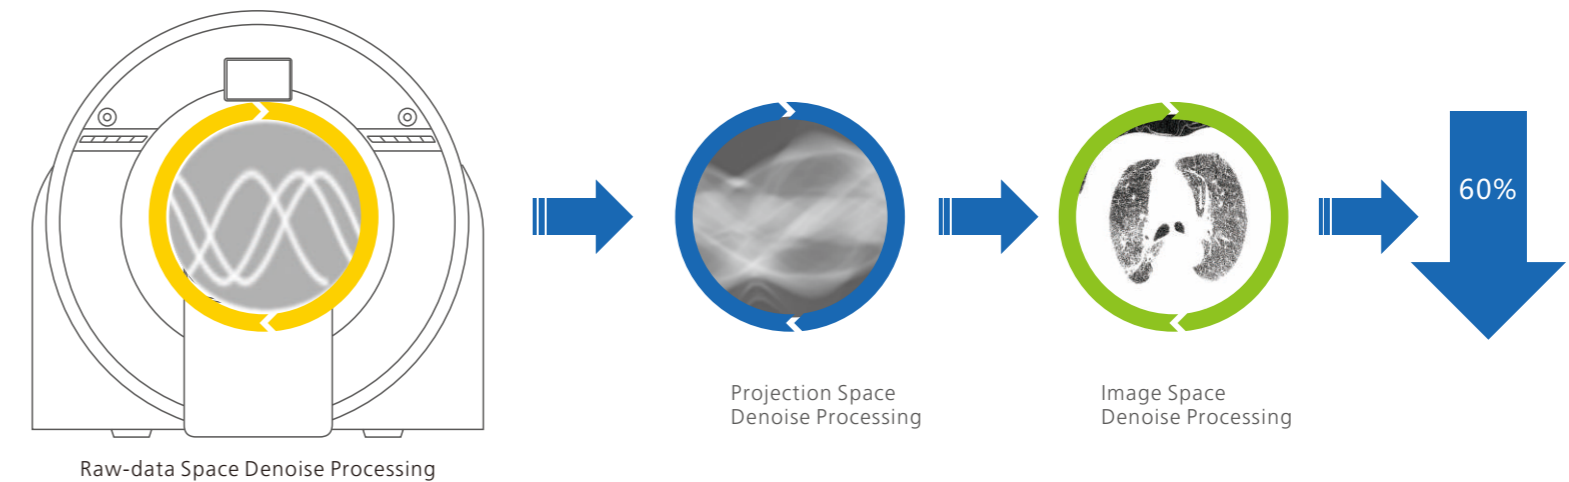 60%
Projection Space
Denoise Processing
Image Space
Denoise Processing
Raw-data Space Denoise Processing